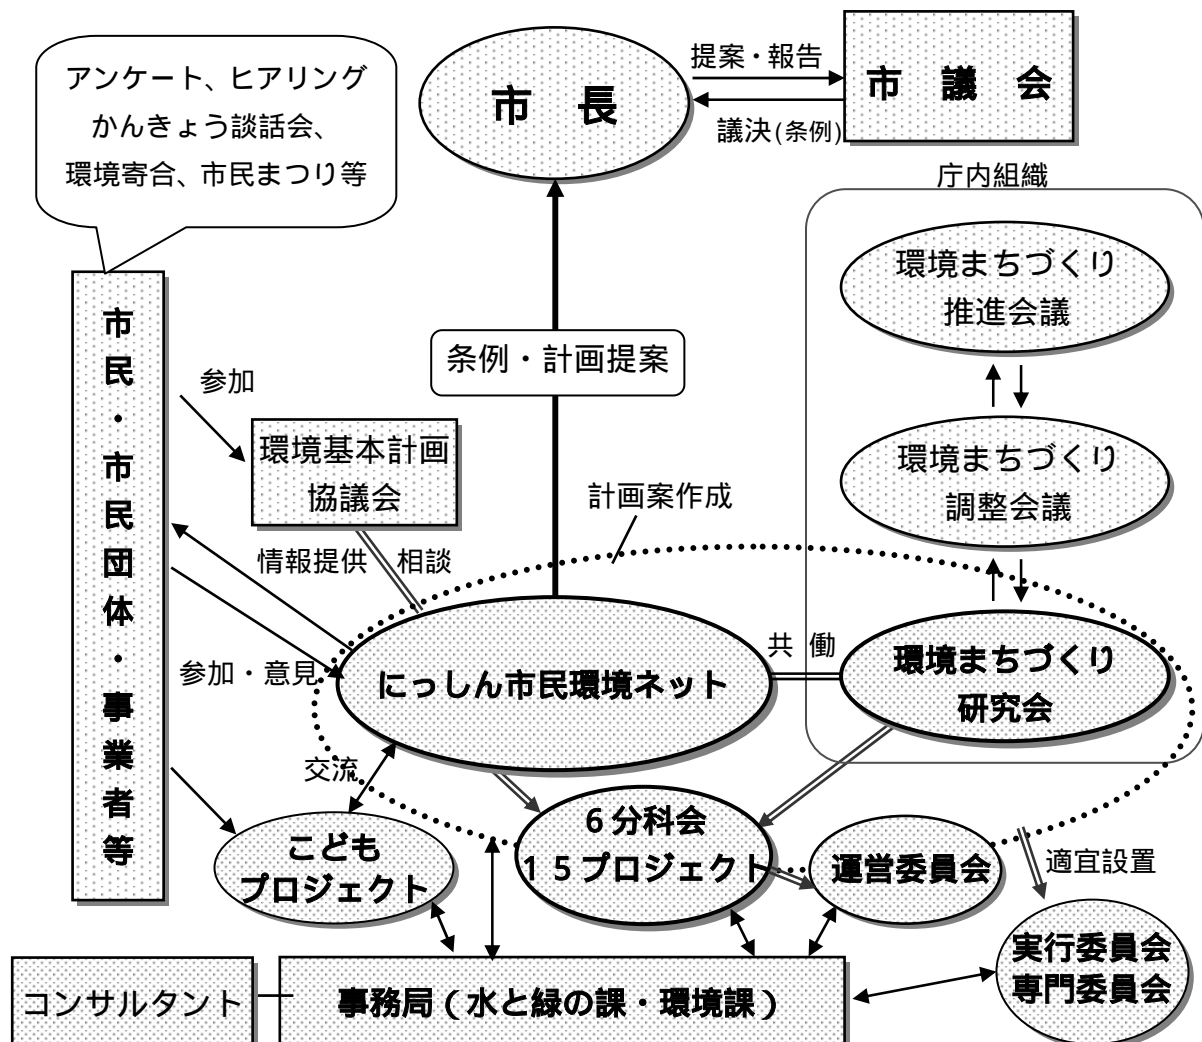 アンケート、ヒアリング
かんきょう談話会、
環境寄合、市民まつり等
市　長
提案・報告
議決(条例)
市　議　会
庁内組織
環境まちづくり
推進会議
環境まちづくり
調整会議
環境まちづくり
研究会
市民・市民団体・事業者等
参加
環境基本計画
協議会
条例・計画提案
計画案作成
情報提供
相談
参加・意見
にっしん市民環境ネット
共 働
交流
こども
プロジェクト
6分科会
15プロジェクト
運営委員会
適宜設置
実行委員会
専門委員会
コンサルタント
事務局（水と緑の課・環境課）